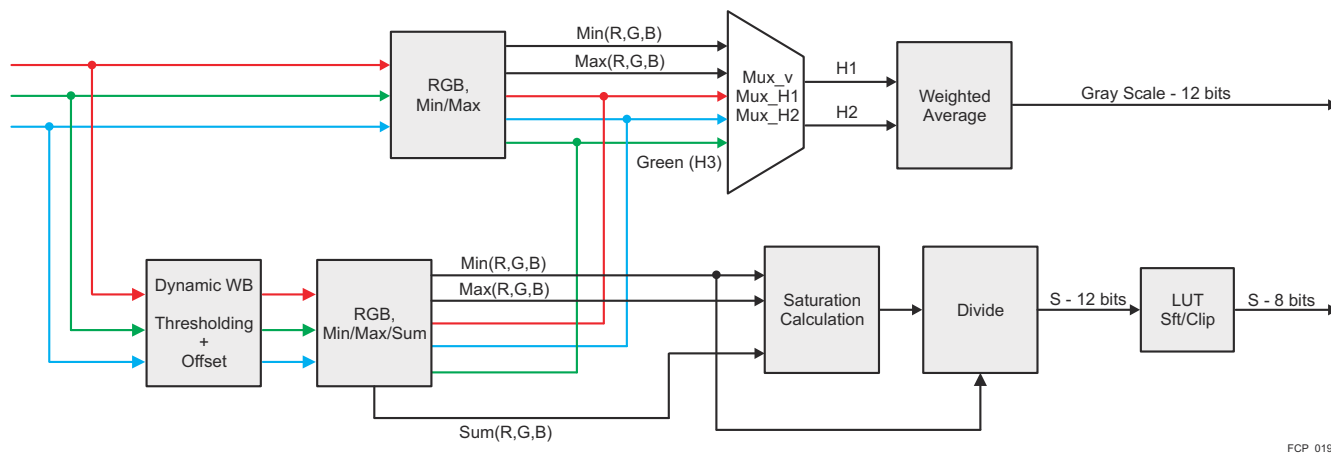 Min(R,G,B)
Max(R,G,B)
RGB,
Min/Max
Green (H3)
Mux_v
Mux_H1
Mux_H2
H1
H2
Weighted
Average
Gray Scale - 12 bits
Dynamic WB
Thresholding
+
Offset
RGB,
Min/Max/Sum
Min(R,G,B)
Max(R,G,B)
Sum(R,G,B)
Saturation
Calculation
Divide
S - 12 bits
LUT
Sft/Clip
S - 8 bits
FCP_019